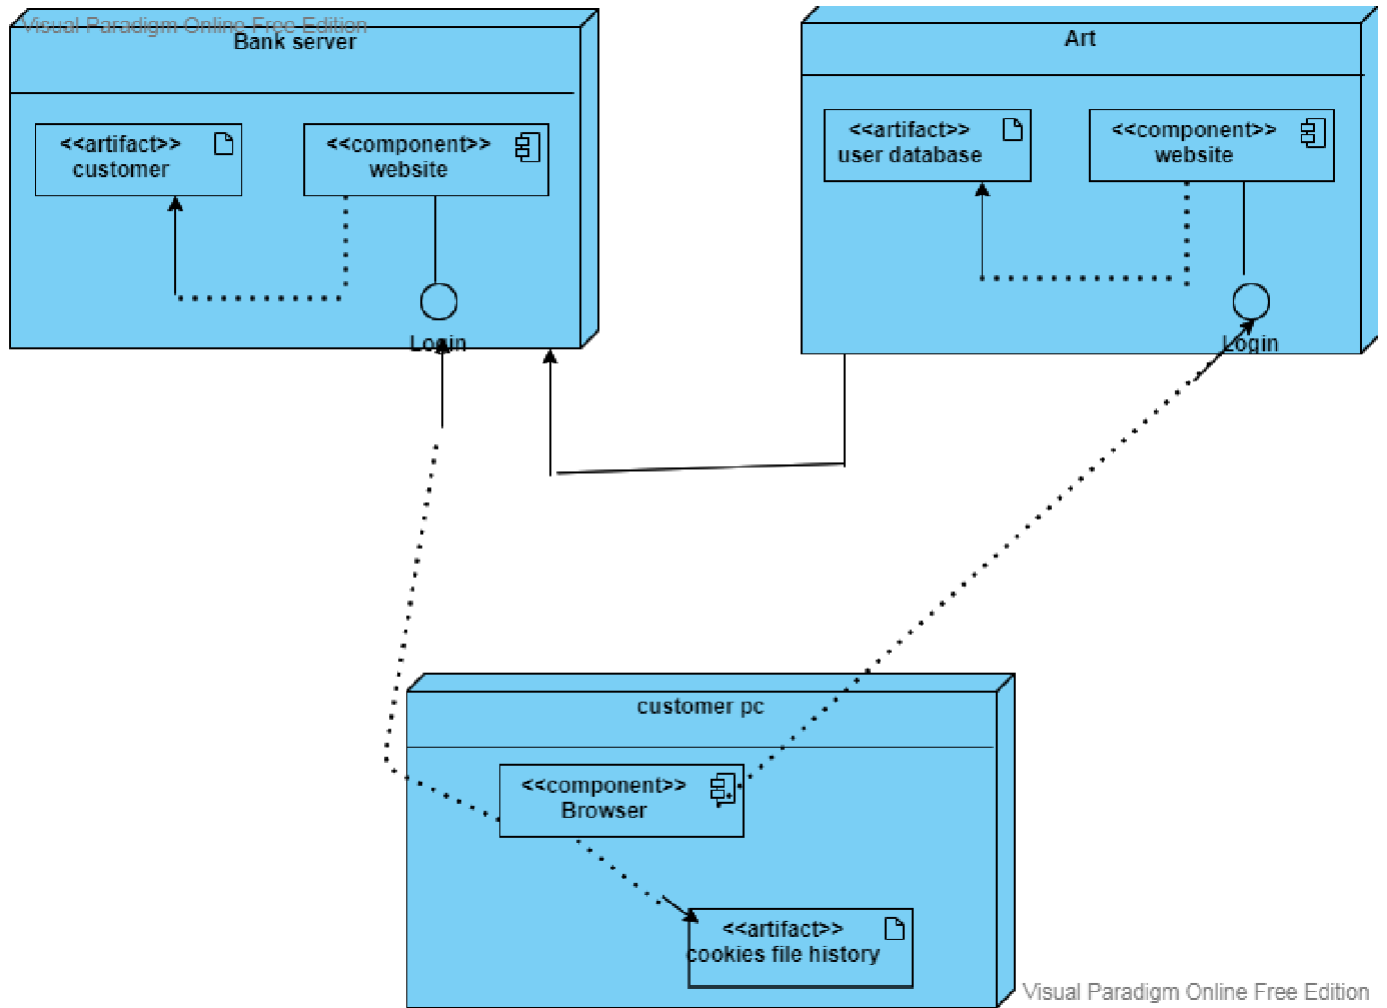 Visual Paradigm Online Free Edition
Bank server
<<artifact>>
customer
<<component>>
website
Login
Art
<<artifact>>
user database
<<component>>
website
Login
customer pc
<<component>>
Browser
<<artifact>>
cookies file history
Visual Paradigm Online Free Edition